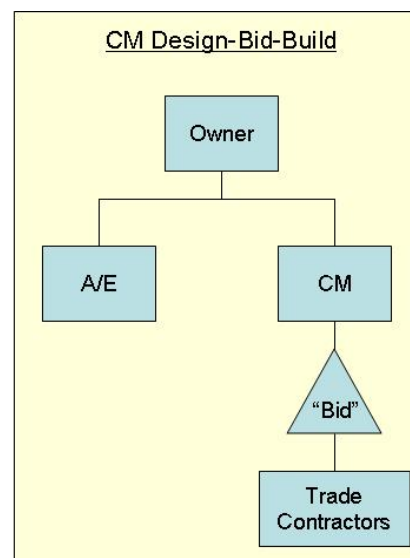 CM Design-Bid-Build
Owner
A/E
CM
“Bid”
Trade
Contractors